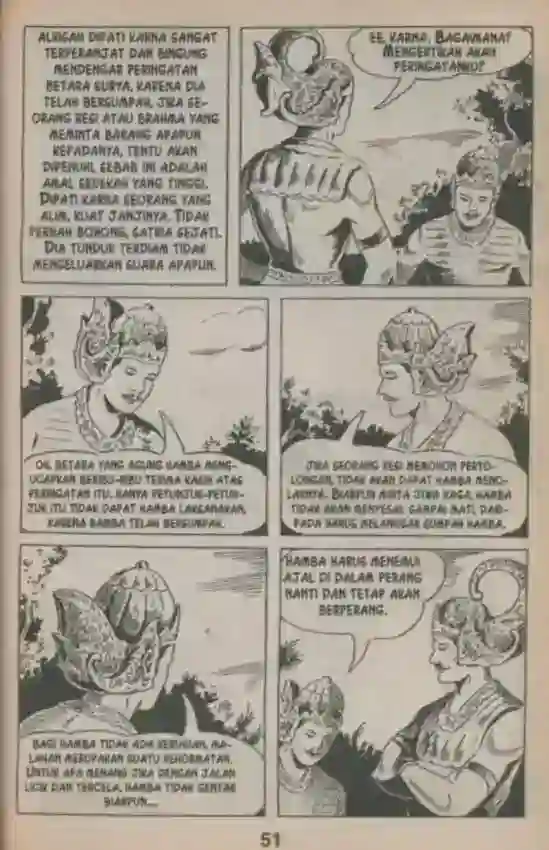 ALKISAH DIPATI KARNA SANGAT
TERPERANJAT DAN BINGUNG
MENDENGAR PERINGATAN
BETARA SURYA, KARENA DIA
TELAH BERSUMPAH, JIKA SE-
ORANG RESI ATAU BRAHMA YANG
MEMINTA BARANG APAPUN
KEPADANYA, TENTU AKAN
DIPENUHI, SEBAB INI ADALAH
AMAL SEDEKAH YANG TINGGI.
DIPATI KARNA SEORANG YANG
ALIM, KUAT JANJINYA. TIDAK
PERNAH BOHONG, SATRIA SEJATI.
DIA TUNDUK TERDIAM TIDAK
MENGELUARKAN SUARA APAPUN.
EE, KARNA, BAGAIMANA?
MENGERTIKAH AKAN
PERINGATANKU?
OH, BETARA YANG AGUNG HAMBA MENG-
UCAPKAN BERIBU-RIBU TERIMA KASIH ATAS
PERINGATAN ITU, HANYA PETUNJUK-PETUN-
JUK ITU TIDAK DAPAT HAMBA LAKSANAKAN,
KARENA HAMBA TELAH BERSUMPAH.
JIKA SEORANG RESI MEMOHON PERTO-
LONGAN, TIDAK AKAN DAPAT HAMBA MENO-
LAKNYA. BIARPUN MINTA JIWA RAGA, HAMBA
TIDAK AKAN MENYESAL SAMPAI MATI, DARI-
PADA HARUS MELANGGAR SUMPAH HAMBA.
BAGI HAMBA TIDAK ADA KERUGIAN, MA-
LAHAN MERUPAKAN SUATU KEHORMATAN.
UNTUK APA MENANG JIKA DENGAN JALAN
LICIK DAN TERCELA, HAMBA TIDAK GENTAR
BIARPUN....
HAMBA HARUS MENEMUI
AJAL DI DALAM PERANG
NANTI DAN TETAP AKAN
BERPERANG.
51